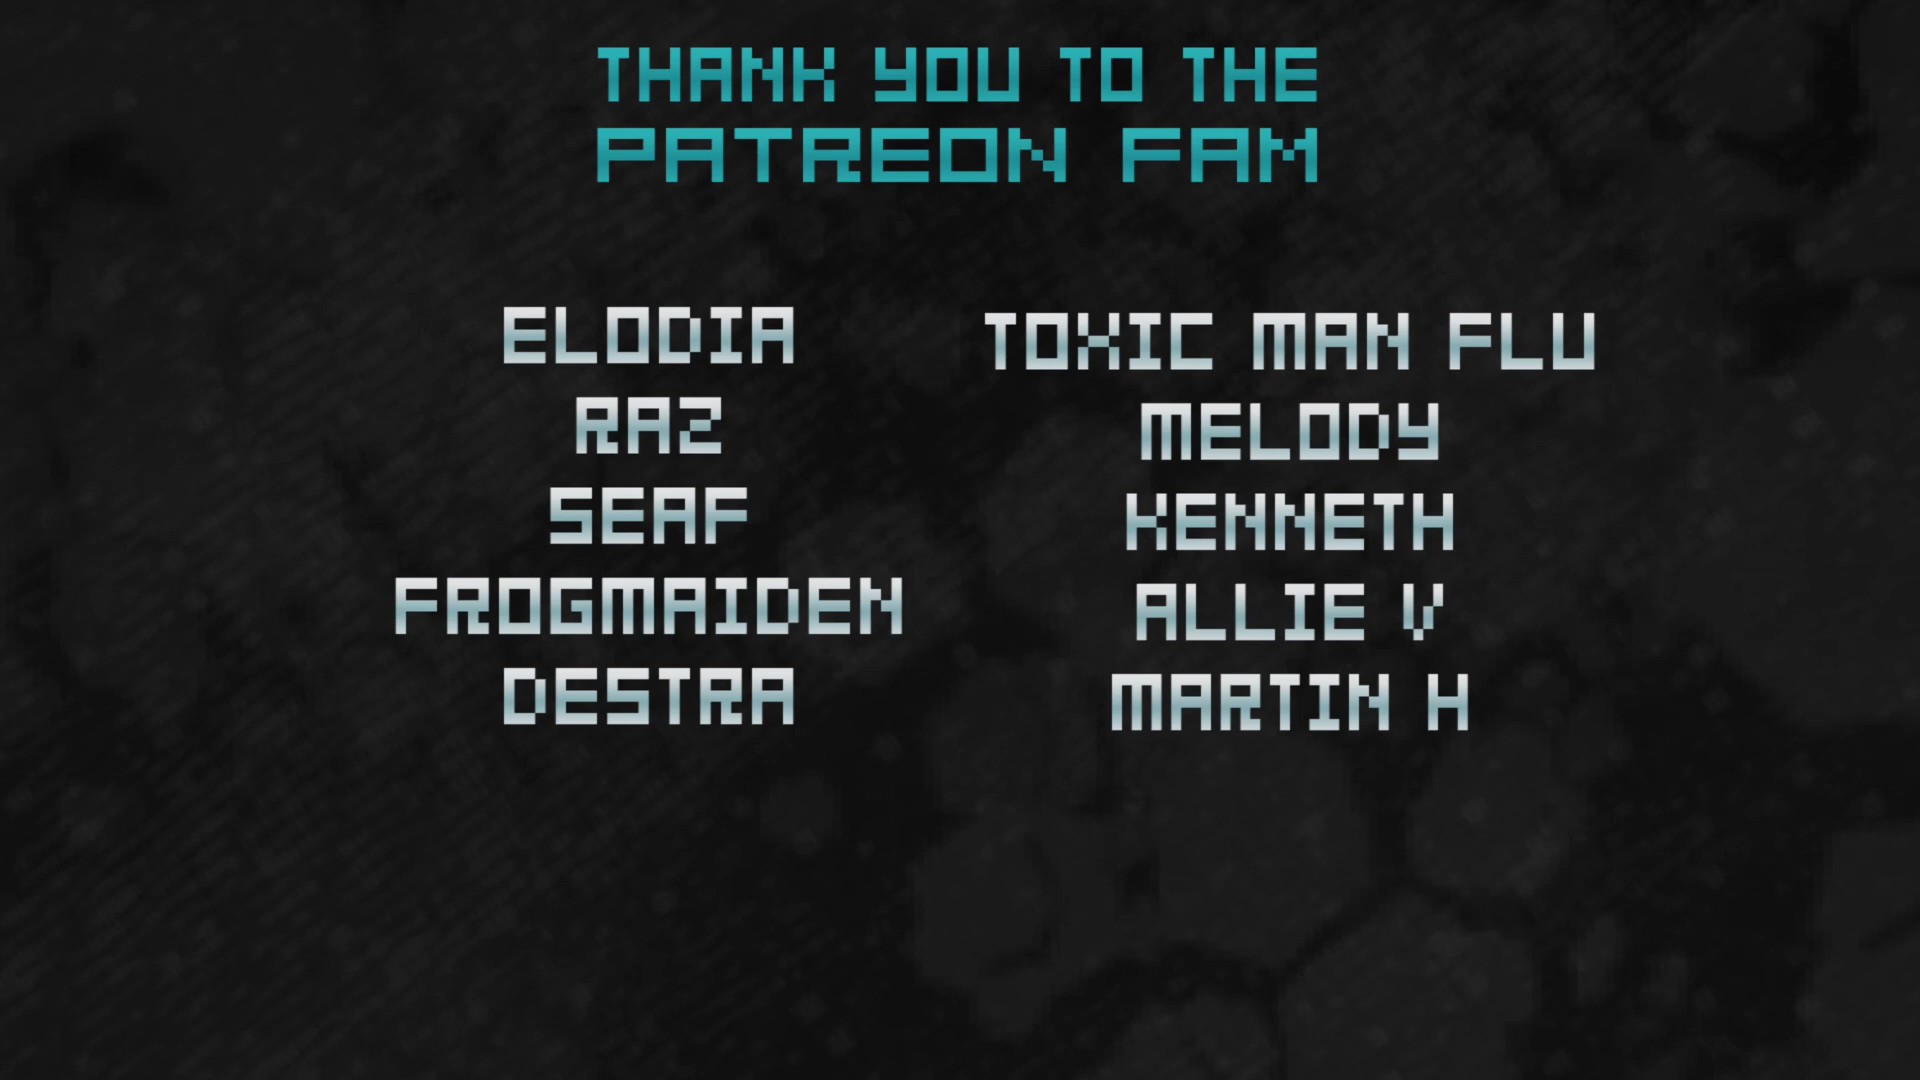 THANK YOU TO THE
PATREON FAM
ELODIA
RAZ
SEAF
FROGMAIDEN
DESTRA
TOXIC MAN FLU
MELODY
KENNETH
ALLIE V
MARTIN H